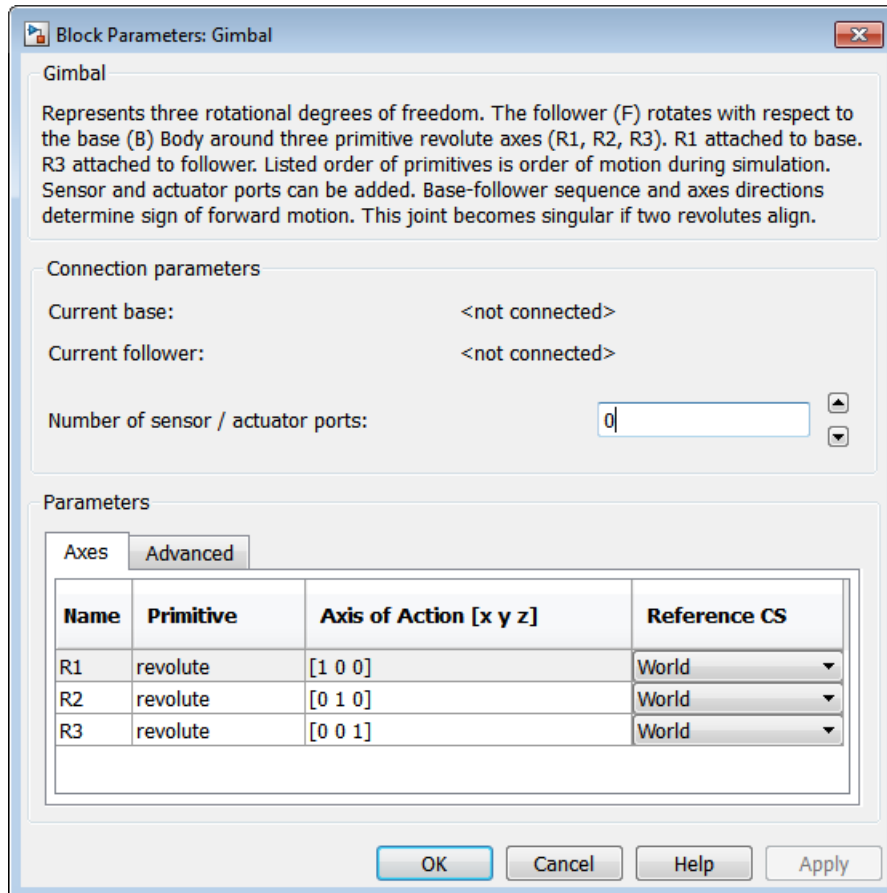 Block Parameters: Gimbal
Gimbal
Represents three rotational degrees of freedom. The follower (F) rotates with respect to
the base (B) Body around three primitive revolute axes (R1, R2, R3). R1 attached to base.
R3 attached to follower. Listed order of primitives is order of motion during simulation.
Sensor and actuator ports can be added. Base-follower sequence and axes directions
determine sign of forward motion. This joint becomes singular if two revolutes align.
Connection parameters
Current base: <not connected>
Current follower: <not connected>
Number of sensor / actuator ports: 0
Parameters
Axes Advanced
Name Primitive Axis of Action [x y z] Reference CS
R1 revolute [1 0 0] World
R2 revolute [0 1 0] World
R3 revolute [0 0 1] World
OK Cancel Help Apply